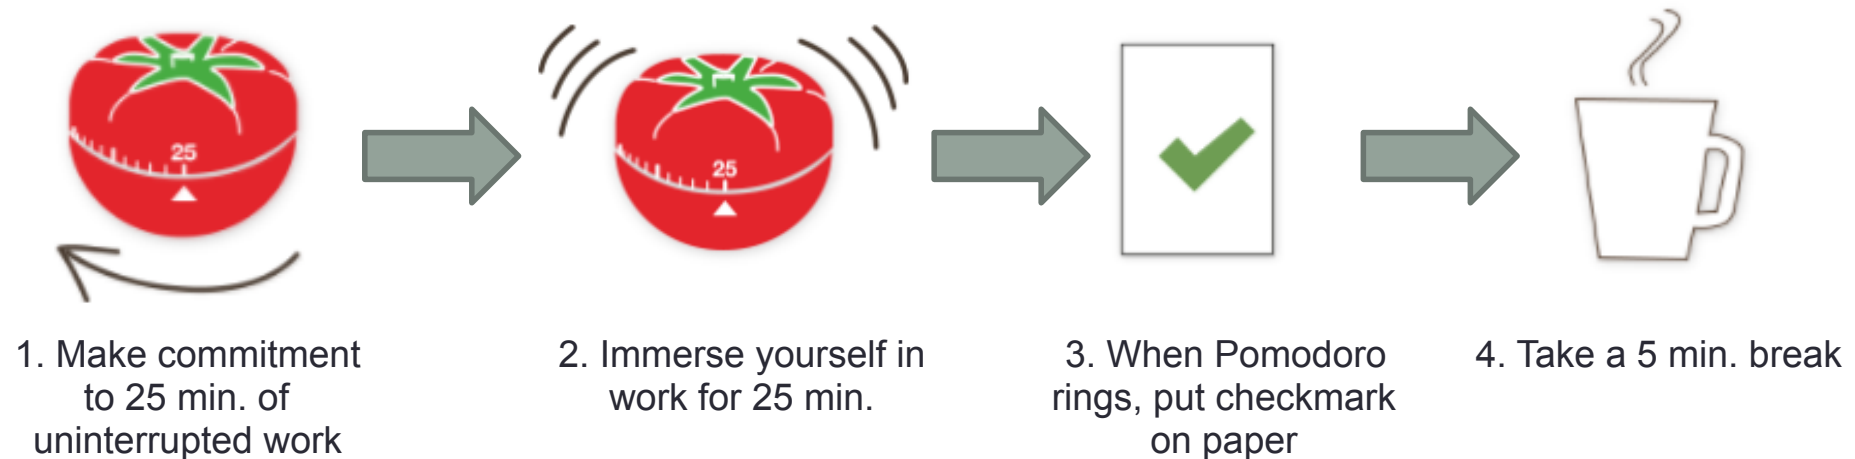 25
25
1. Make commitment
to 25 min. of
uninterrupted work
2. Immerse yourself in
work for 25 min.
3. When Pomodoro
rings, put checkmark
on paper
4. Take a 5 min. break